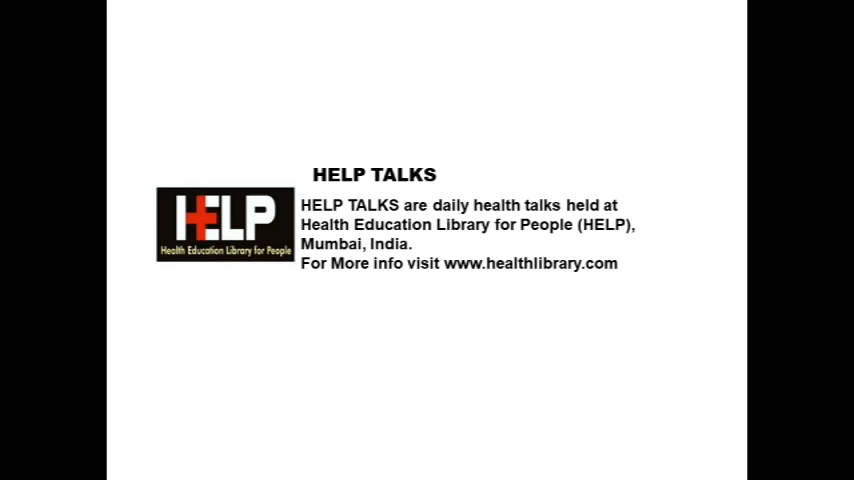 HELP TALKS
HELP
Health Education Library for People
HELP TALKS are daily health talks held at
Health Education Library for People (HELP),
Mumbai, India.
For More info visit www.healthlibrary.com